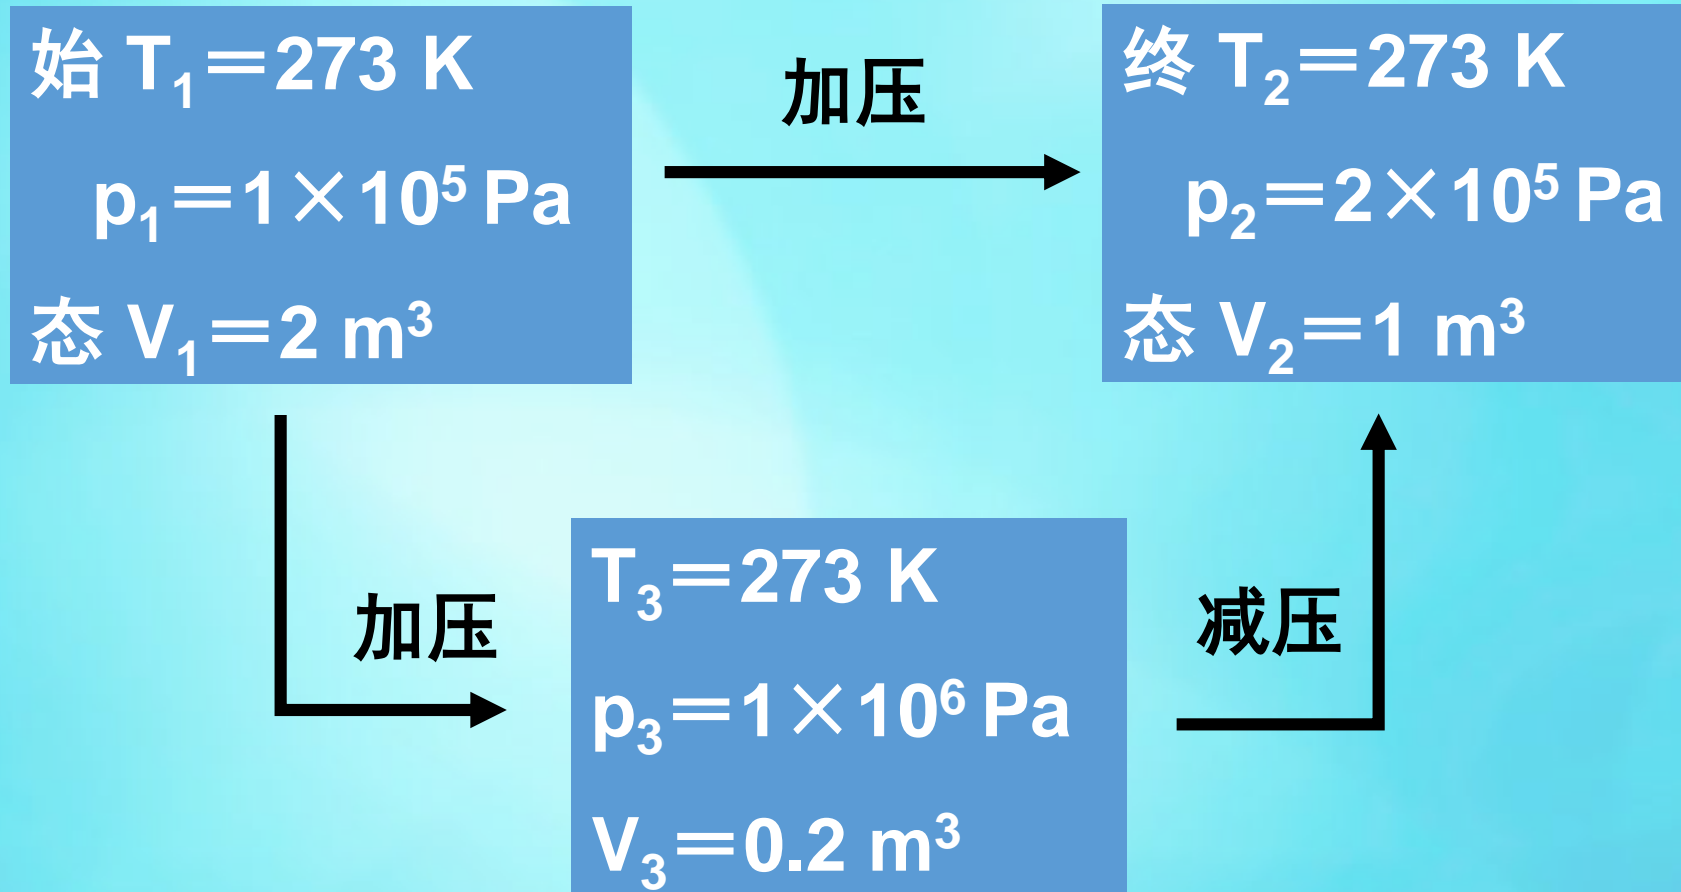 始 T₁＝273 K
p₁＝1×10⁵ Pa
态 V₁＝2 m³
加压
终 T₂＝273 K
p₂＝2×10⁵ Pa
态 V₂＝1 m³
加压
T₃＝273 K
p₃＝1×10⁶ Pa
V₃＝0.2 m³
减压